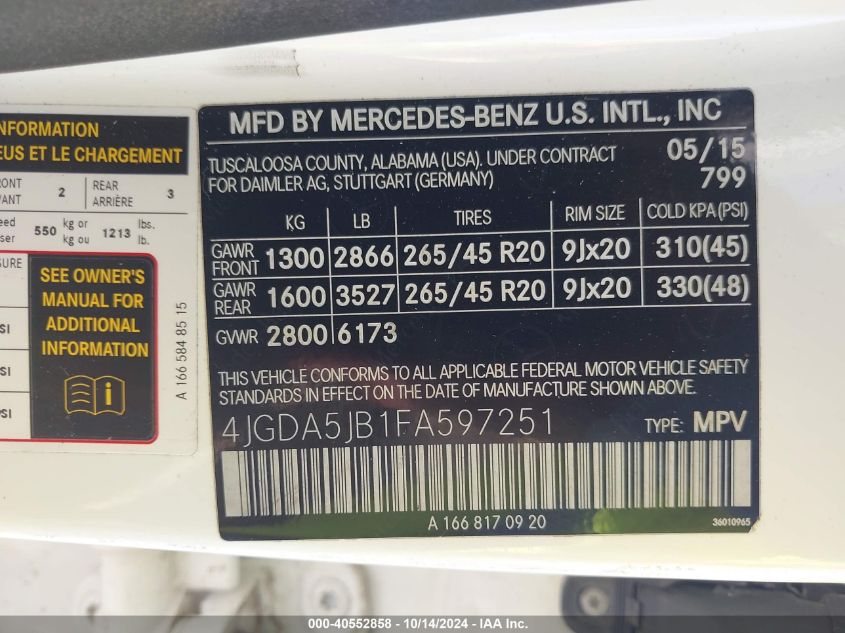 NFORMATION
EUS ET LE CHARGEMENT
RONT 2 REAR 3
VANT ARRIÈRE
eed 550 kg or 1213 lbs.
ser kg ou lb.
SURE
SEE OWNER'S
MANUAL FOR
ADDITIONAL
INFORMATION
SI
SI
PSI
A 166 584 85 15
MFD BY MERCEDES-BENZ U.S. INTL., INC
TUSCALOOSA COUNTY, ALABAMA (USA). UNDER CONTRACT 05/15
FOR DAIMLER AG, STUTTGART (GERMANY) 799
KG LB TIRES RIM SIZE COLD KPA (PSI)
GAWR FRONT 1300 2866 265/45 R20 9Jx20 310(45)
GAWR REAR 1600 3527 265/45 R20 9Jx20 330(48)
GVWR 2800 6173
THIS VEHICLE CONFORMS TO ALL APPLICABLE FEDERAL MOTOR VEHICLE SAFETY
STANDARDS IN EFFECT ON THE DATE OF MANUFACTURE SHOWN ABOVE.
4JGDA5JB1FA597251 TYPE: MPV
A 166 817 09 20 36010965
000-40552858 - 10/14/2024 - IAA Inc.